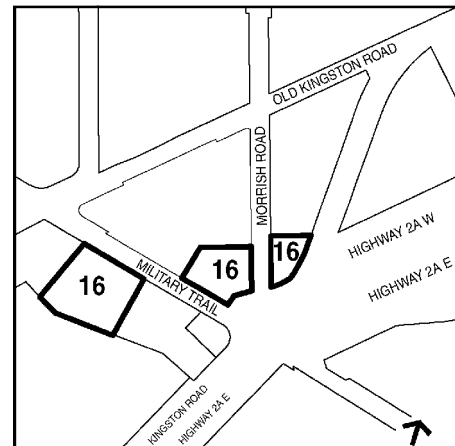 OLD KINGSTON ROAD
MORRISH ROAD
HIGHWAY 2A W
HIGHWAY 2A E
16
16
16
MILITARY TRAIL
KINGSTON ROAD
HIGHWAY 2A E